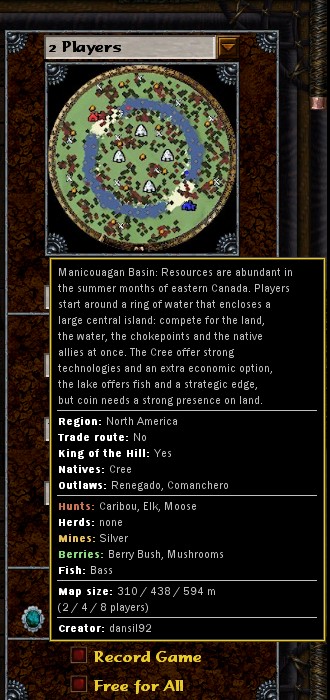 2 Players
Manicouagan Basin: Resources are abundant in
the summer months of eastern Canada. Players
start around a ring of water that encloses a
large central island: compete for the land,
the water, the chokepoints and the native
allies at once. The Cree offer strong
technologies and an extra economic option,
the lake offers fish and a strategic edge,
but coin needs a strong presence on land.
Region: North America
Trade route: No
King of the Hill: Yes
Natives: Cree
Outlaws: Renegado, Comanchero
Hunts: Caribou, Elk, Moose
Herds: none
Mines: Silver
Berries: Berry Bush, Mushrooms
Fish: Bass
Map size: 310 / 438 / 594 m
(2 / 4 / 8 players)
Creator: dansil92
Record Game
Free for All